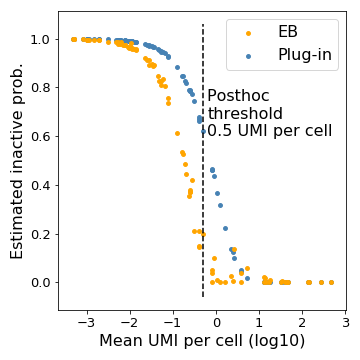 EB
Plug-in
Posthoc
threshold
0.5 UMI per cell
Estimated inactive prob.
1.0
0.8
0.6
0.4
0.2
0.0
−3
−2
−1
0
1
2
3
Mean UMI per cell (log10)